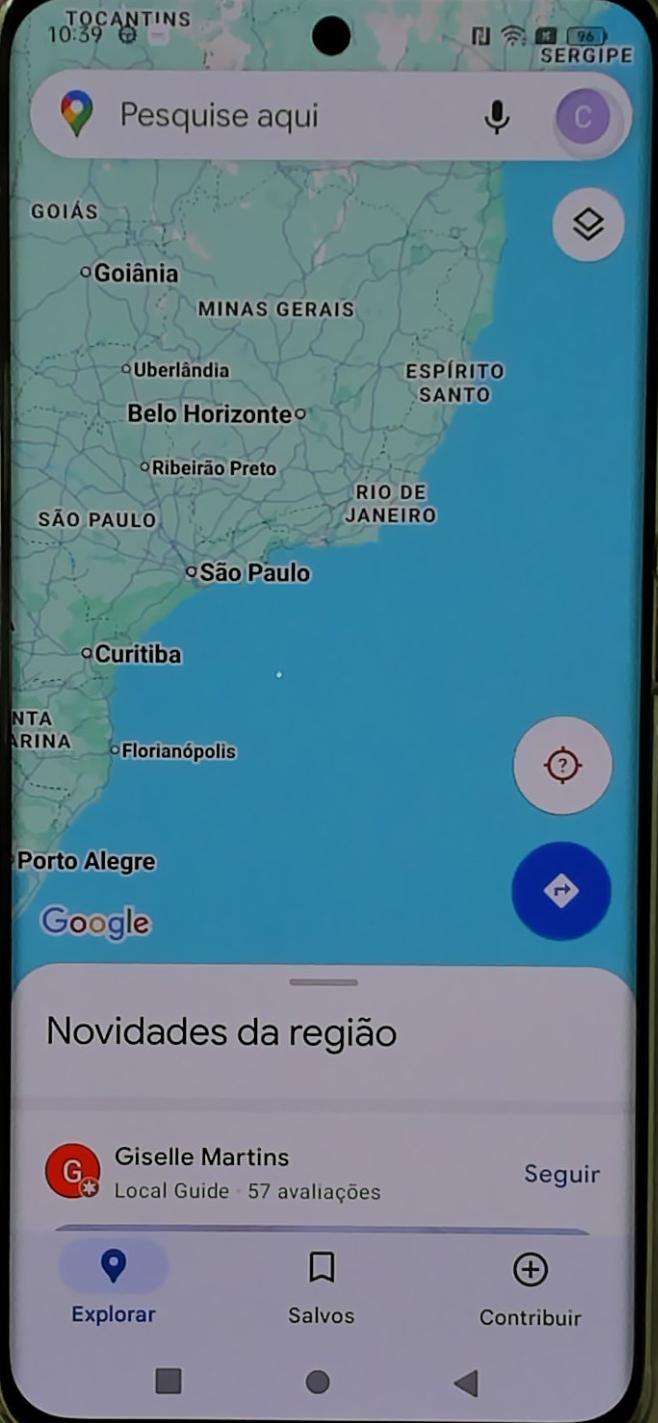 TOCANTINS
10:39
96
SERGIPE
Pesquise aqui
C
GOIÁS
Goiânia
MINAS GERAIS
Uberlândia
ESPÍRITO
SANTO
Belo Horizonte
Ribeirão Preto
RIO DE
JANEIRO
SÃO PAULO
São Paulo
Curitiba
NTA
ARINA
?
Florianópolis
Porto Alegre
Google
Novidades da região
G
Giselle Martins
Local Guide · 57 avaliações
Seguir
Explorar
Salvos
Contribuir